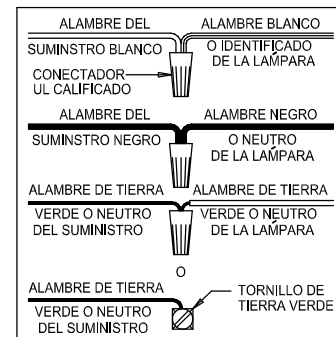 ALAMBRE DEL ALAMBRE BLANCO
SUMINSTRO BLANCO O IDENTIFICADO
DE LA LAMPARA
CONECTADOR
UL CALIFICADO
ALAMBRE DEL ALAMBRE NEGRO
SUMINSTRO NEGRO O NEUTRO
DE LA LAMPARA
ALAMBRE DE TIERRA ALAMBRE DE TIERRA
VERDE O NEUTRO VERDE O NEUTRO
DEL SUMINISTRO DE LA LAMPARA
O
ALAMBRE DE TIERRA TORNILLO DE
TIERRA VERDE
VERDE O NEUTRO
DEL SUMINISTRO